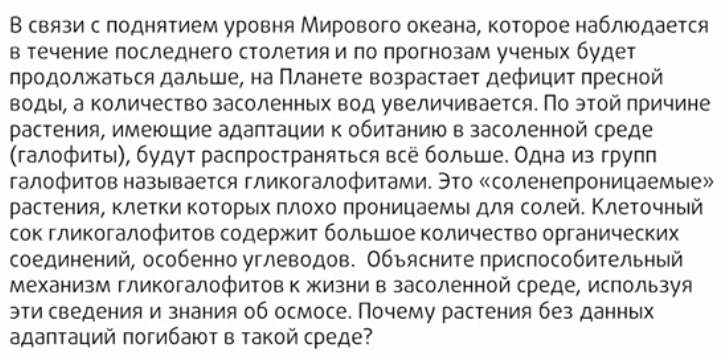 В связи с поднятием уровня Мирового океана, которое наблюдается
в течение последнего столетия и по прогнозам ученых будет
продолжаться дальше, на Планете возрастает дефицит пресной
воды, а количество засоленных вод увеличивается. По этой причине
растения, имеющие адаптации к обитанию в засоленной среде
(галофиты), будут распространяться всё больше. Одна из групп
галофитов называется гликогалофитами. Это «соленепроницаемые»
растения, клетки которых плохо проницаемы для солей. Клеточный
сок гликогалофитов содержит большое количество органических
соединений, особенно углеводов.  Объясните приспособительный
механизм гликогалофитов к жизни в засоленной среде, используя
эти сведения и знания об осмосе. Почему растения без данных
адаптаций погибают в такой среде?